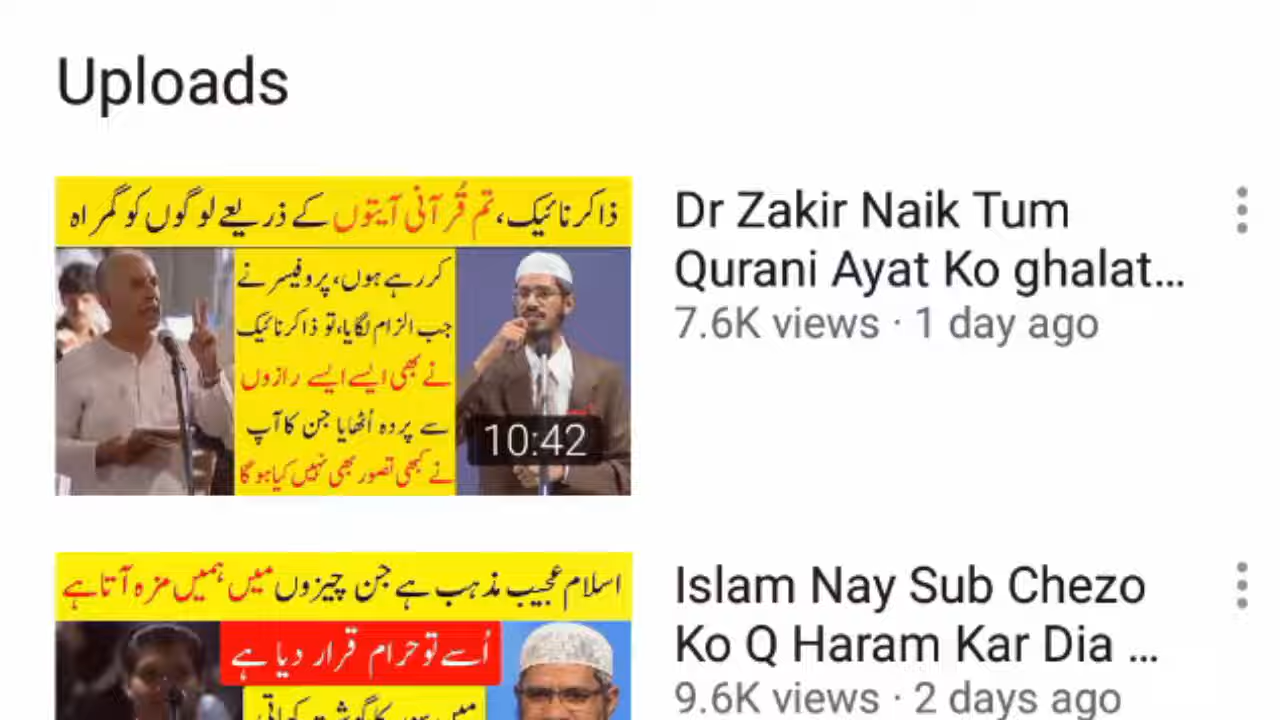 Uploads
ذاکر نائیک، تم قُرآنی آیتوں کے ذریعے لوگوں کو گمراہ
کر رہے ہوں، پروفیسر نے
جب الزام لگایا، تو ذاکر نائیک
نے بھی ایسے ایسے رازوں
سے پردہ اُٹھایا جن کا آپ
نے کبھی تصور بھی نہیں کیا ہو گا
10:42
Dr Zakir Naik Tum
Qurani Ayat Ko ghalat...
7.6K views · 1 day ago
اسلام عجیب مذہب ہے جن چیزوں میں ہمیں مزہ آتا ہے
اُسے تو حرام قرار دیا ہے
Islam Nay Sub Chezo
Ko Q Haram Kar Dia ...
9.6K views · 2 days ago